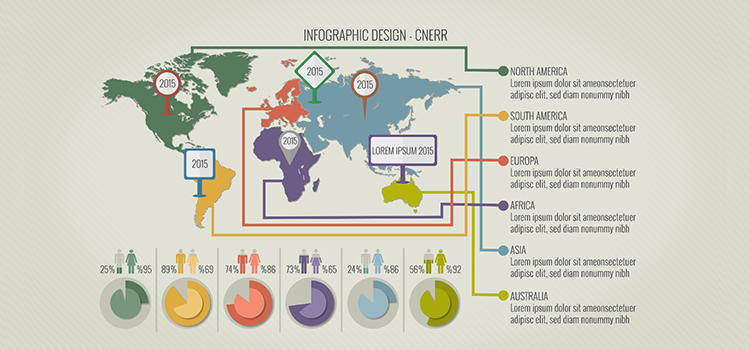 INFOGRAPHIC DESIGN - CNERR
2015
2015
2015
2015
LOREM IPSUM 2015
2015
NORTH AMERICA
Lorem ipsum dolor sit ameonsectetuer
adipise elit, sed diam nonummy nibh
SOUTH AMERICA
Lorem ipsum dolor sit ameonsectetuer
adipise elit, sed diam nonummy nibh
EUROPA
Lorem ipsum dolor sit ameonsectetuer
adipisc elit, sed diam nonummy nibh
AFRICA
Lorem ipsum dolor sit ameonsectetuer
adipisc elit, sed diam nonummy nibh
ASIA
Lorem ipsum dolor sit ameonsectetuer
adipisc elit, sed diam nonummy nibh
AUSTRALIA
Lorem ipsum dolor sit ameonsectetuer
adipisc elit, sed diam nonummy nibh
25% %95 89% %69 74% %86 73% %65 24% %86 56% %92